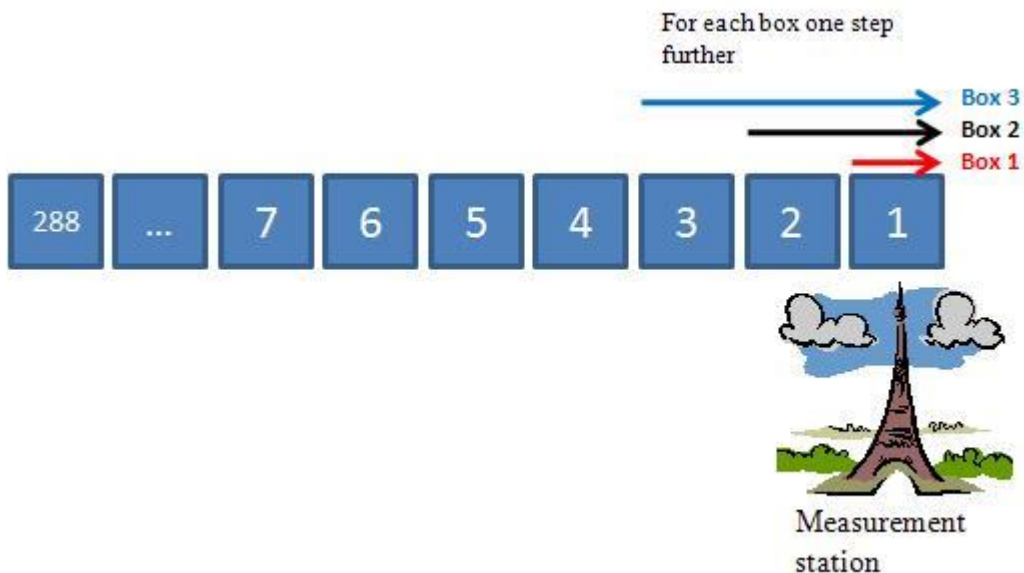 For each box one step
further
Box 3
Box 2
Box 1
288 ... 7 6 5 4 3 2 1
Measurement
station